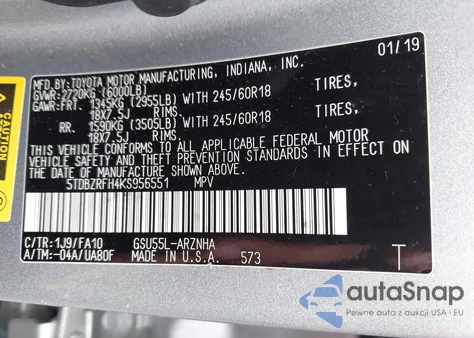 MFD. BY:TOYOTA MOTOR MANUFACTURING, INDIANA, INC. 01/19
GVWR:2720KG (6000LB)
GAWR:FRT. 1345KG (2955LB) WITH 245/60R18 TIRES,
18X7.5J RIMS.
RR. 1590KG (3505LB) WITH 245/60R18 TIRES,
18X7.5J RIMS.
THIS VEHICLE CONFORMS TO ALL APPLICABLE FEDERAL MOTOR
VEHICLE SAFETY AND THEFT PREVENTION STANDARDS IN EFFECT ON
THE DATE OF MANUFACTURE SHOWN ABOVE.
5TDBZRFH4KS956551 MPV
C/TR:1J9/FA10 GSU55L-ARZNHA
A/TM:-04A/UA80F MADE IN U.S.A. 573 T
CAUTION
autoSnap
Pewne auta z aukcji USA - EU